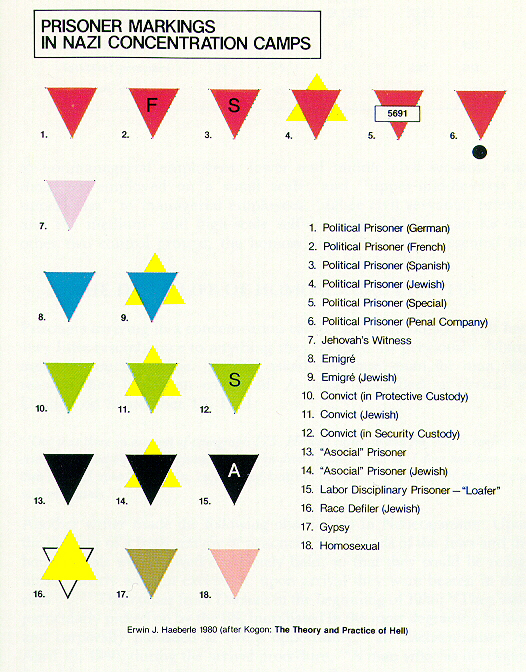 PRISONER MARKINGS
IN NAZI CONCENTRATION CAMPS
1.
2. F
3. S
4.
5. 5691
6.
7.
8.
9.
10.
11.
12. S
13.
14.
15. A
16.
17.
18.
1. Political Prisoner (German)
2. Political Prisoner (French)
3. Political Prisoner (Spanish)
4. Political Prisoner (Jewish)
5. Political Prisoner (Special)
6. Political Prisoner (Penal Company)
7. Jehovah's Witness
8. Emigré
9. Emigré (Jewish)
10. Convict (in Protective Custody)
11. Convict (Jewish)
12. Convict (in Security Custody)
13. "Asocial" Prisoner
14. "Asocial" Prisoner (Jewish)
15. Labor Disciplinary Prisoner — "Loafer"
16. Race Defiler (Jewish)
17. Gypsy
18. Homosexual
Erwin J. Haeberle 1980 (after Kogon: The Theory and Practice of Hell)